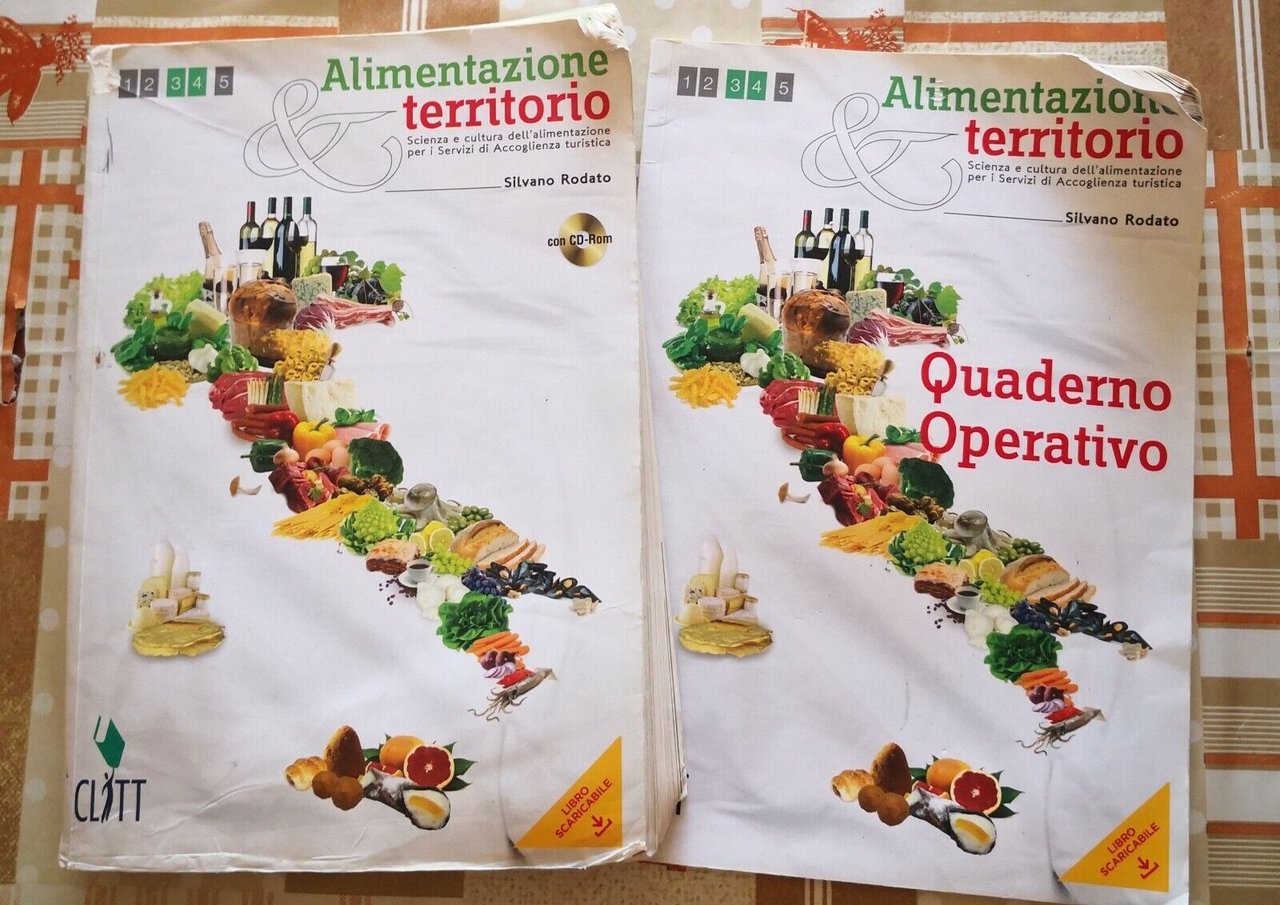 1 2 3 4 5
Alimentazione
& territorio
Scienza e cultura dell'alimentazione
per i Servizi di Accoglienza turistica
Silvano Rodato
con CD-Rom
CLITT
LIBRO
SCARICABILE
1 2 3 4 5
Alimentazione
& territorio
Scienza e cultura dell'alimentazione
per i Servizi di Accoglienza turistica
Silvano Rodato
Quaderno
Operativo
LIBRO
SCARICABILE